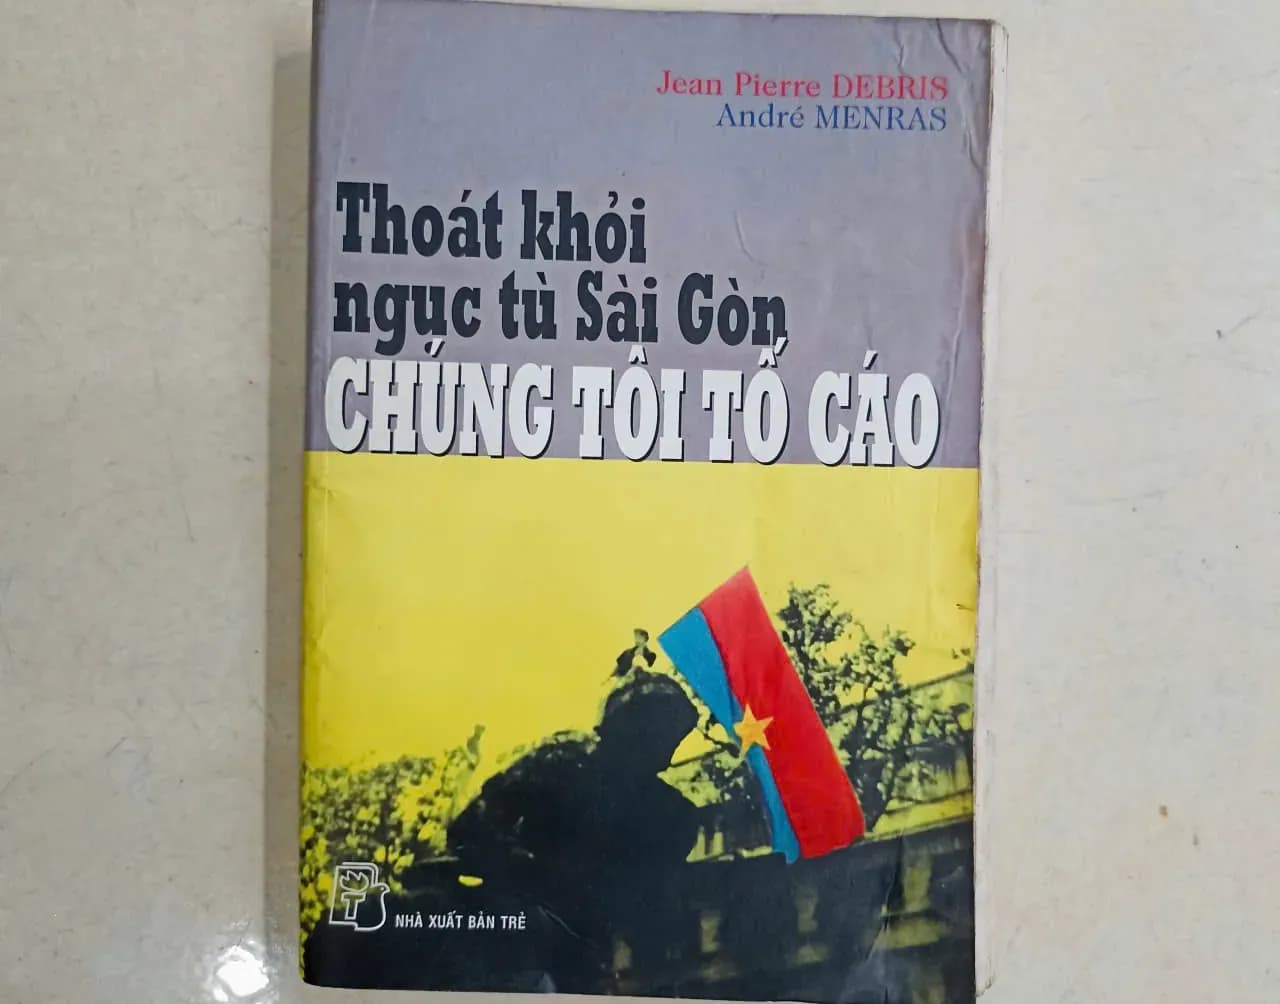 Jean Pierre DEBRIS
André MENRAS
Thoát khỏi
ngục tù Sài Gòn
CHÚNG TÔI TỐ CÁO
T
NHÀ XUẤT BẢN TRẺ